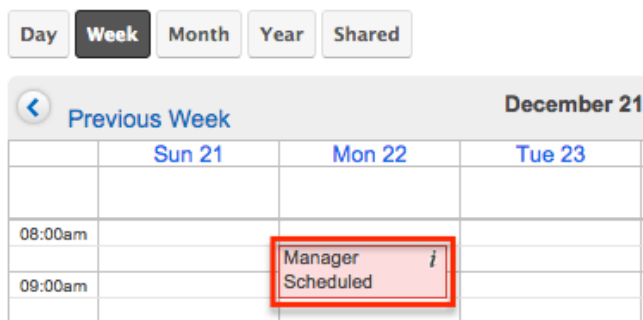 Day Week Month Year Shared
Previous Week December 21
Sun 21 Mon 22 Tue 23
08:00am
Manager i
Scheduled
09:00am